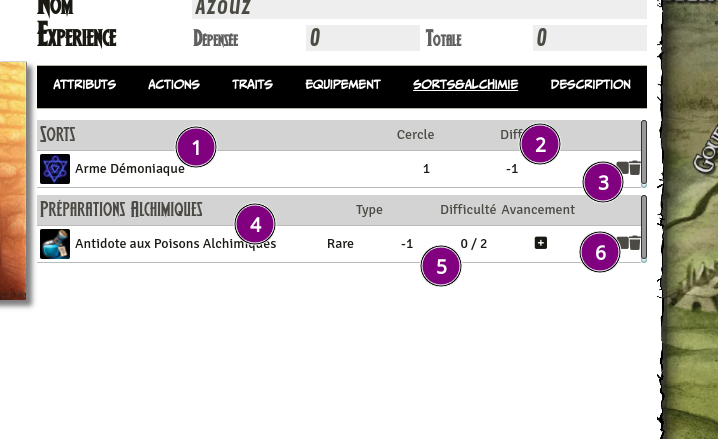 Nom
Azouz
Experience
Dépensée
0
Totale
0
Attributs Actions Traits Equipement Sorts&Alchimie Description
Sorts Cercle Diff
1
2
Arme Démoniaque 1 -1
3
Préparations Alchimiques Type Difficulté Avancement
4
Antidote aux Poisons Alchimiques Rare -1 0 / 2
5
6